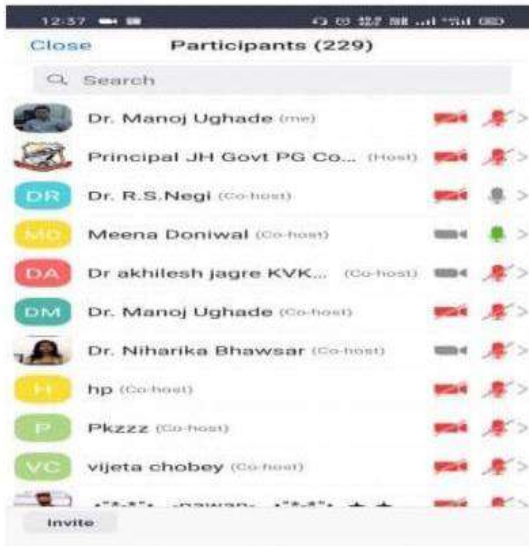 12:37
Close Participants (229)
Search
Dr. Manoj Ughade (me)
Principal JH Govt PG Co... (Host)
DR Dr. R.S.Negi (Co-host)
MD Meena Doniwal (Co-host)
DA Dr akhilesh jagre KVK... (Co-host)
DM Dr. Manoj Ughade (Co-host)
Dr. Niharika Bhawsar (Co-host)
H hp (Co-host)
P Pkzzz (Co-host)
VC vijeta chobey (Co-host)
Invite